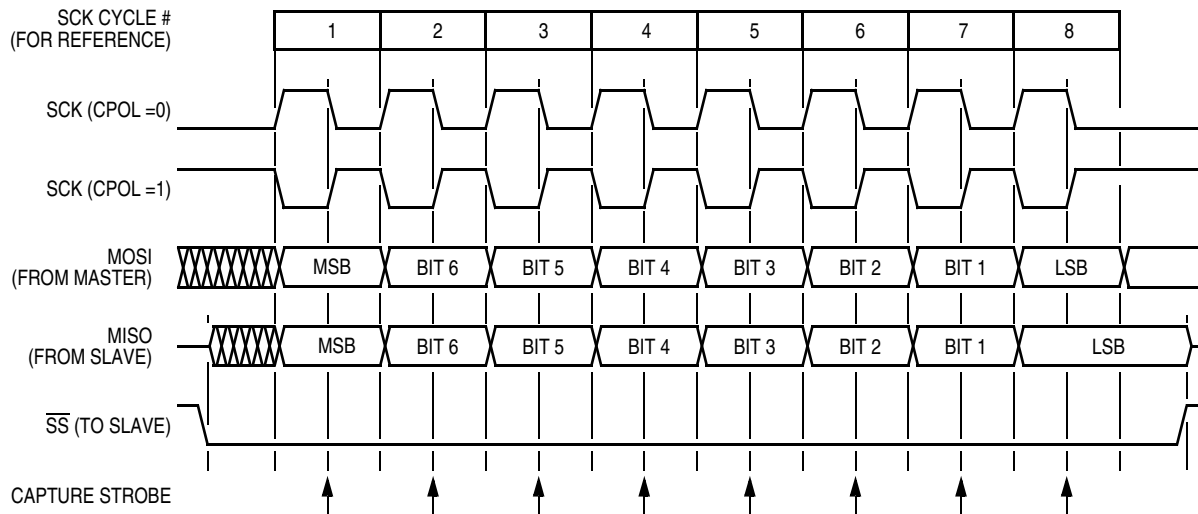 SCK CYCLE #
(FOR REFERENCE)
1 2 3 4 5 6 7 8
SCK (CPOL =0)
SCK (CPOL =1)
MOSI
(FROM MASTER)
MSB BIT 6 BIT 5 BIT 4 BIT 3 BIT 2 BIT 1 LSB
MISO
(FROM SLAVE)
MSB BIT 6 BIT 5 BIT 4 BIT 3 BIT 2 BIT 1 LSB
S̅S̅ (TO SLAVE)
CAPTURE STROBE